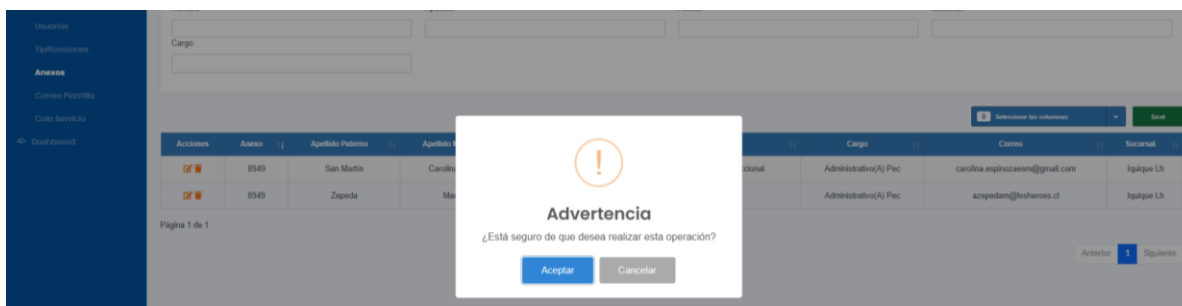 Usuarios
Tipificaciones
Cargo:
Anexos
Correo Plantilla
Cola Servicio
Dashboard
Seleccione las columnas
Excel
Acciones Anexo Apellido Paterno Apellido Cargo Correo Sucursal
8949 San Martin Carolina Administrativo(A) Pec carolina.espinozaesm@gmail.com Iquique Lh
8949 Zepeda Administrativo(A) Pec azepedam@losheroes.cl Iquique Lh
Página 1 de 1
Advertencia
¿Está seguro de que desea realizar esta operación?
Aceptar Cancelar
Anterior 1 Siguiente